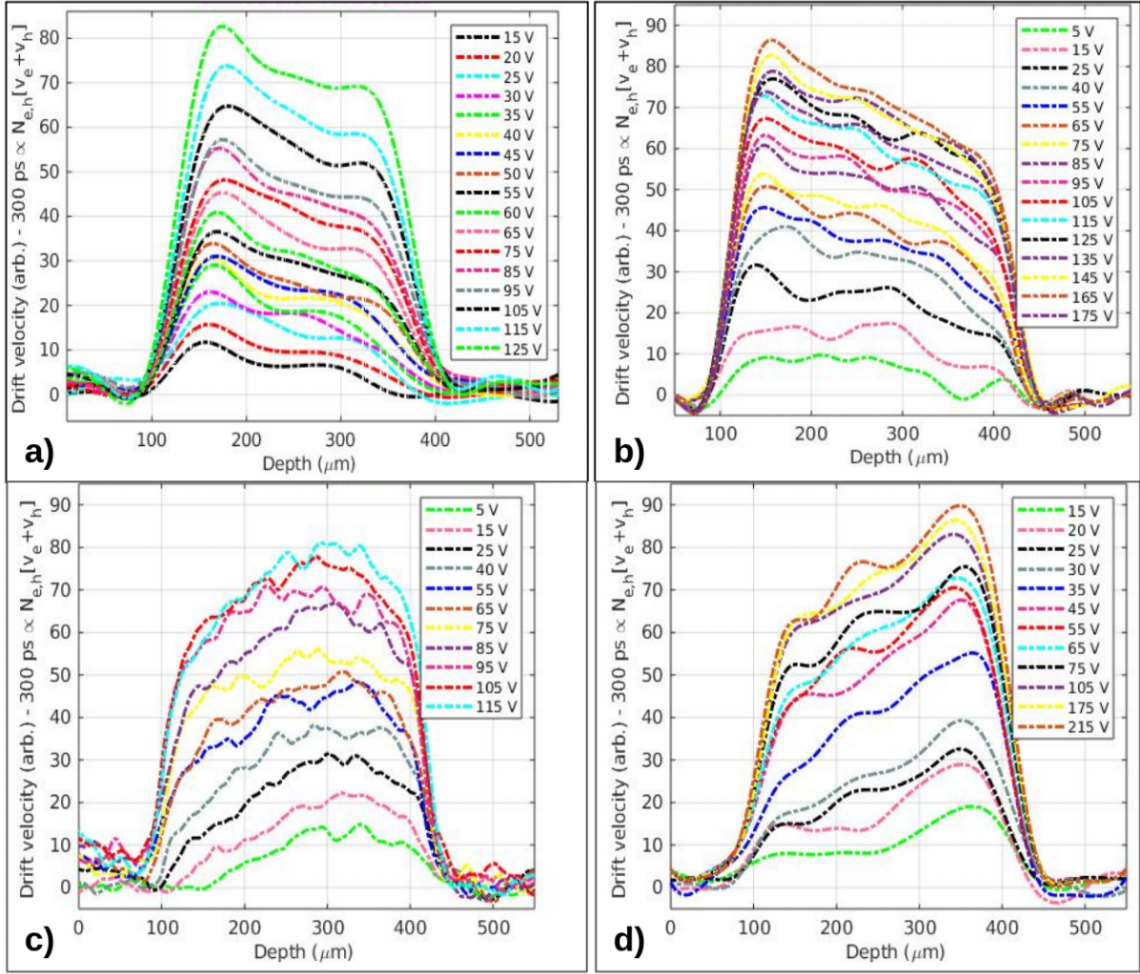 Drift velocity (arb.) - 300 ps ∝ N_{e,h}[v_e+v_h]
80
70
60
50
40
30
20
10
0
100
200
300
400
500
Depth (μm)
15 V
20 V
25 V
30 V
35 V
40 V
45 V
50 V
55 V
60 V
65 V
75 V
85 V
95 V
105 V
115 V
125 V
a)
Drift velocity (arb.) - 300 ps ∝ N_{e,h}[v_e+v_h]
90
80
70
60
50
40
30
20
10
0
100
200
300
400
500
Depth (μm)
5 V
15 V
25 V
40 V
55 V
65 V
75 V
85 V
95 V
105 V
115 V
125 V
135 V
145 V
165 V
175 V
b)
Drift velocity (arb.) - 300 ps ∝ N_{e,h}[v_e+v_h]
90
80
70
60
50
40
30
20
10
0
0
100
200
300
400
500
Depth (μm)
5 V
15 V
25 V
40 V
55 V
65 V
75 V
85 V
95 V
105 V
115 V
c)
Drift velocity (arb.) - 300 ps ∝ N_{e,h}[v_e+v_h]
90
80
70
60
50
40
30
20
10
0
0
100
200
300
400
500
Depth (μm)
15 V
20 V
25 V
30 V
35 V
45 V
55 V
65 V
75 V
105 V
175 V
215 V
d)